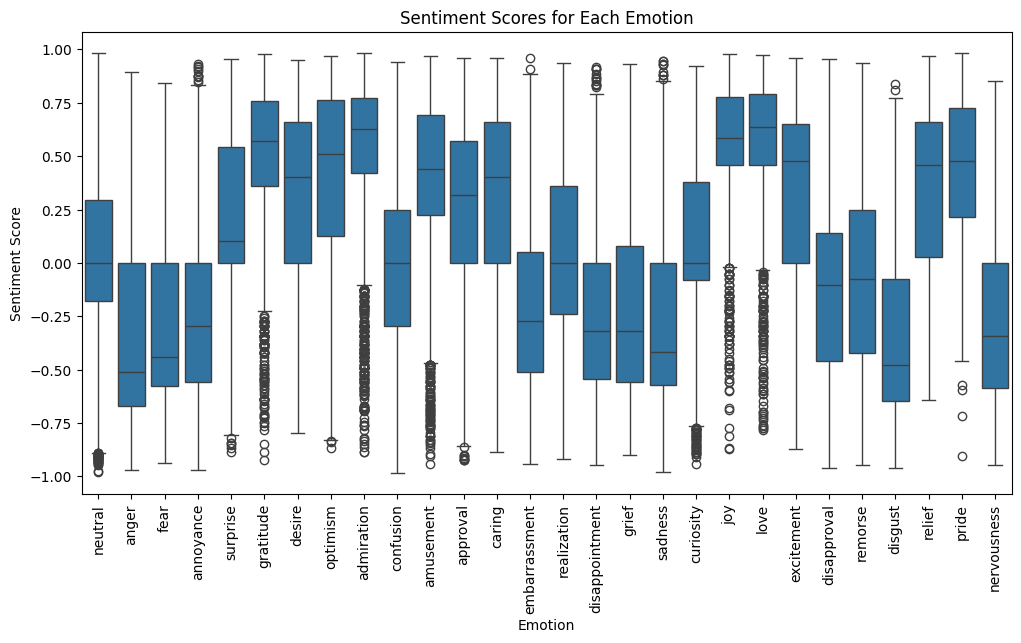 Sentiment Scores for Each Emotion
Sentiment Score
1.00
0.75
0.50
0.25
0.00
−0.25
−0.50
−0.75
−1.00
neutral
anger
fear
annoyance
surprise
gratitude
desire
optimism
admiration
confusion
amusement
approval
caring
embarrassment
realization
disappointment
grief
sadness
curiosity
joy
love
excitement
disapproval
remorse
disgust
relief
pride
nervousness
Emotion